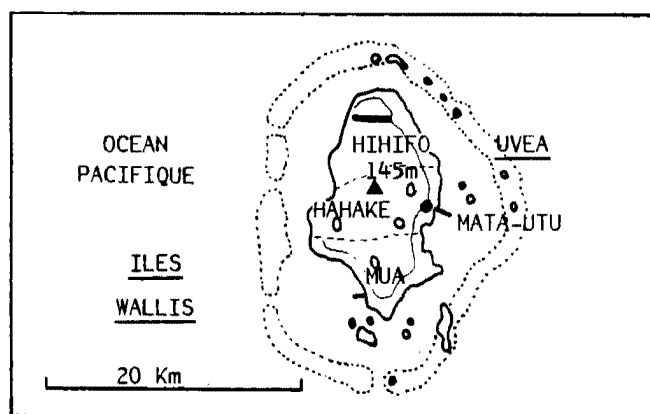 OCEAN
PACIFIQUE
HIHIFO
145m
UVEA
HAHAKE
MATA-UTU
MUA
ILES
WALLIS
20 Km